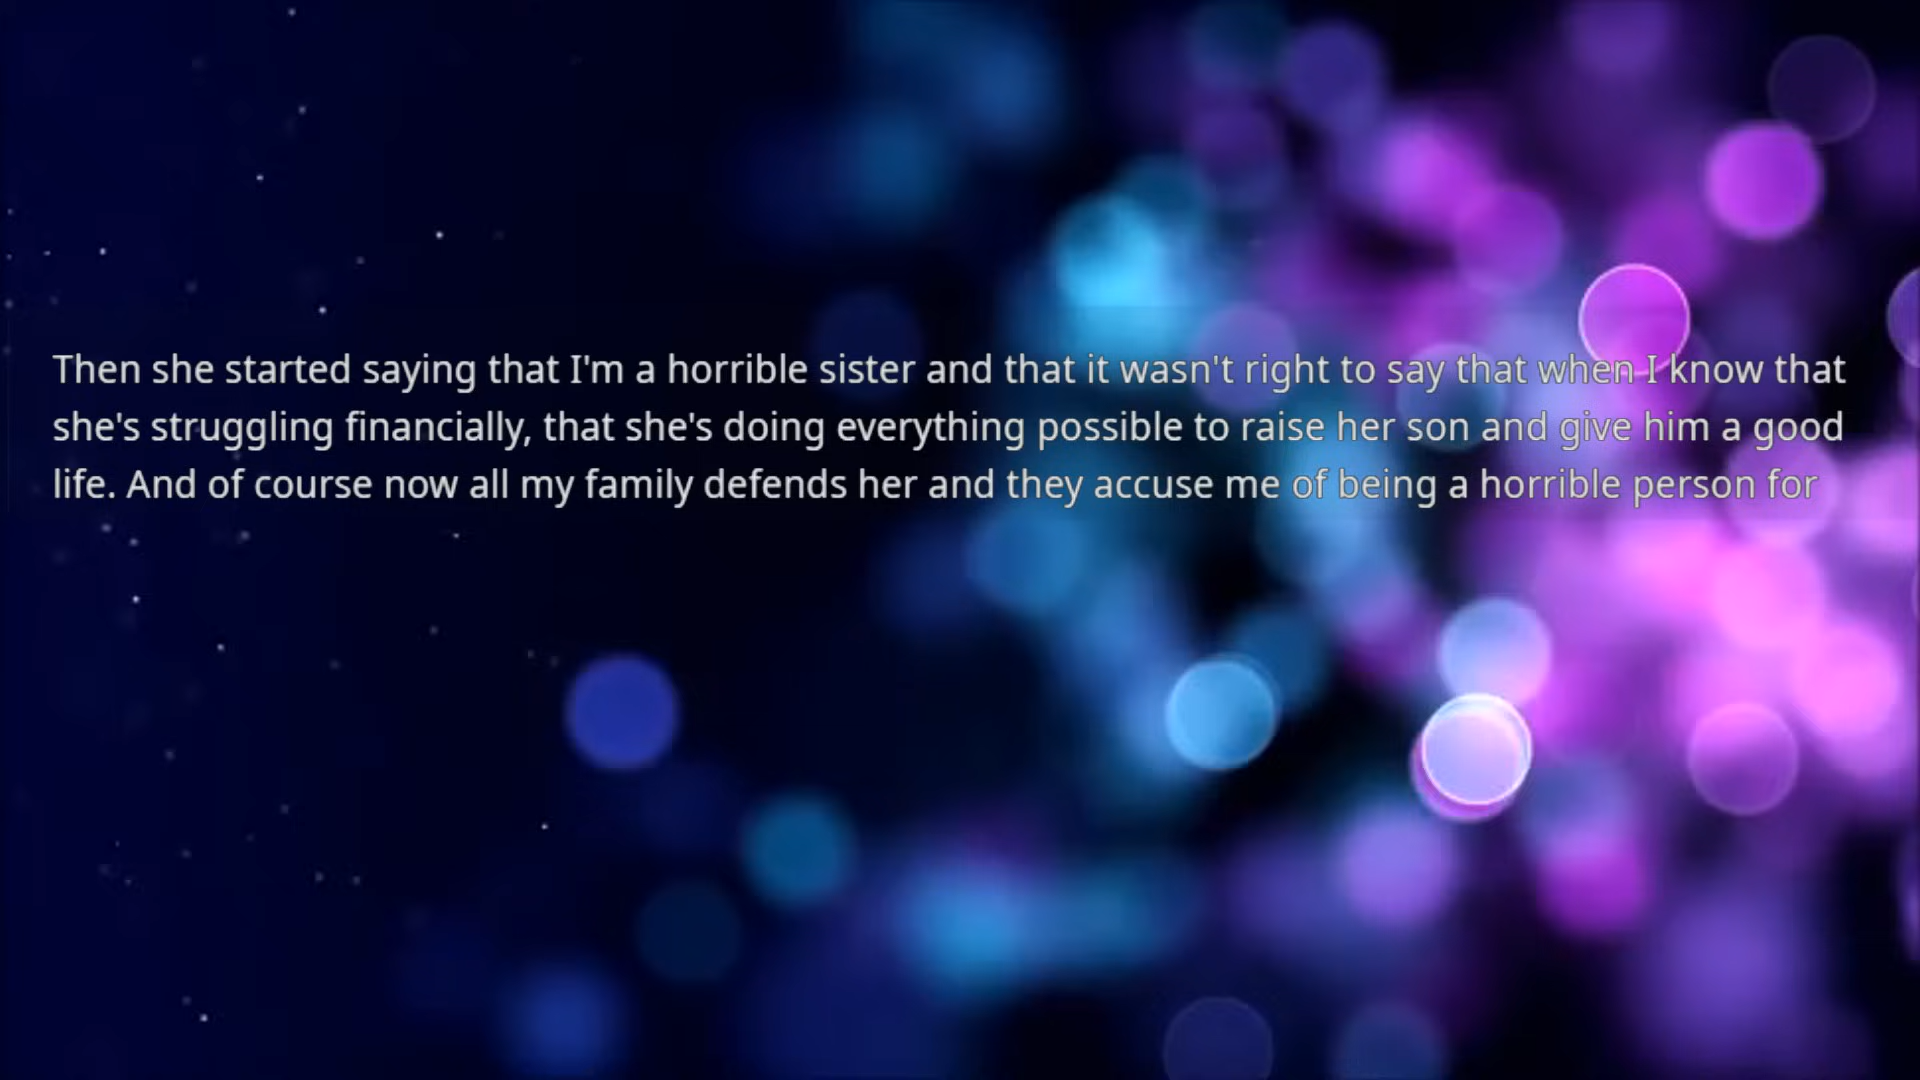 Then she started saying that I'm a horrible sister and that it wasn't right to say that when I know that
she's struggling financially, that she's doing everything possible to raise her son and give him a good
life. And of course now all my family defends her and they accuse me of being a horrible person for